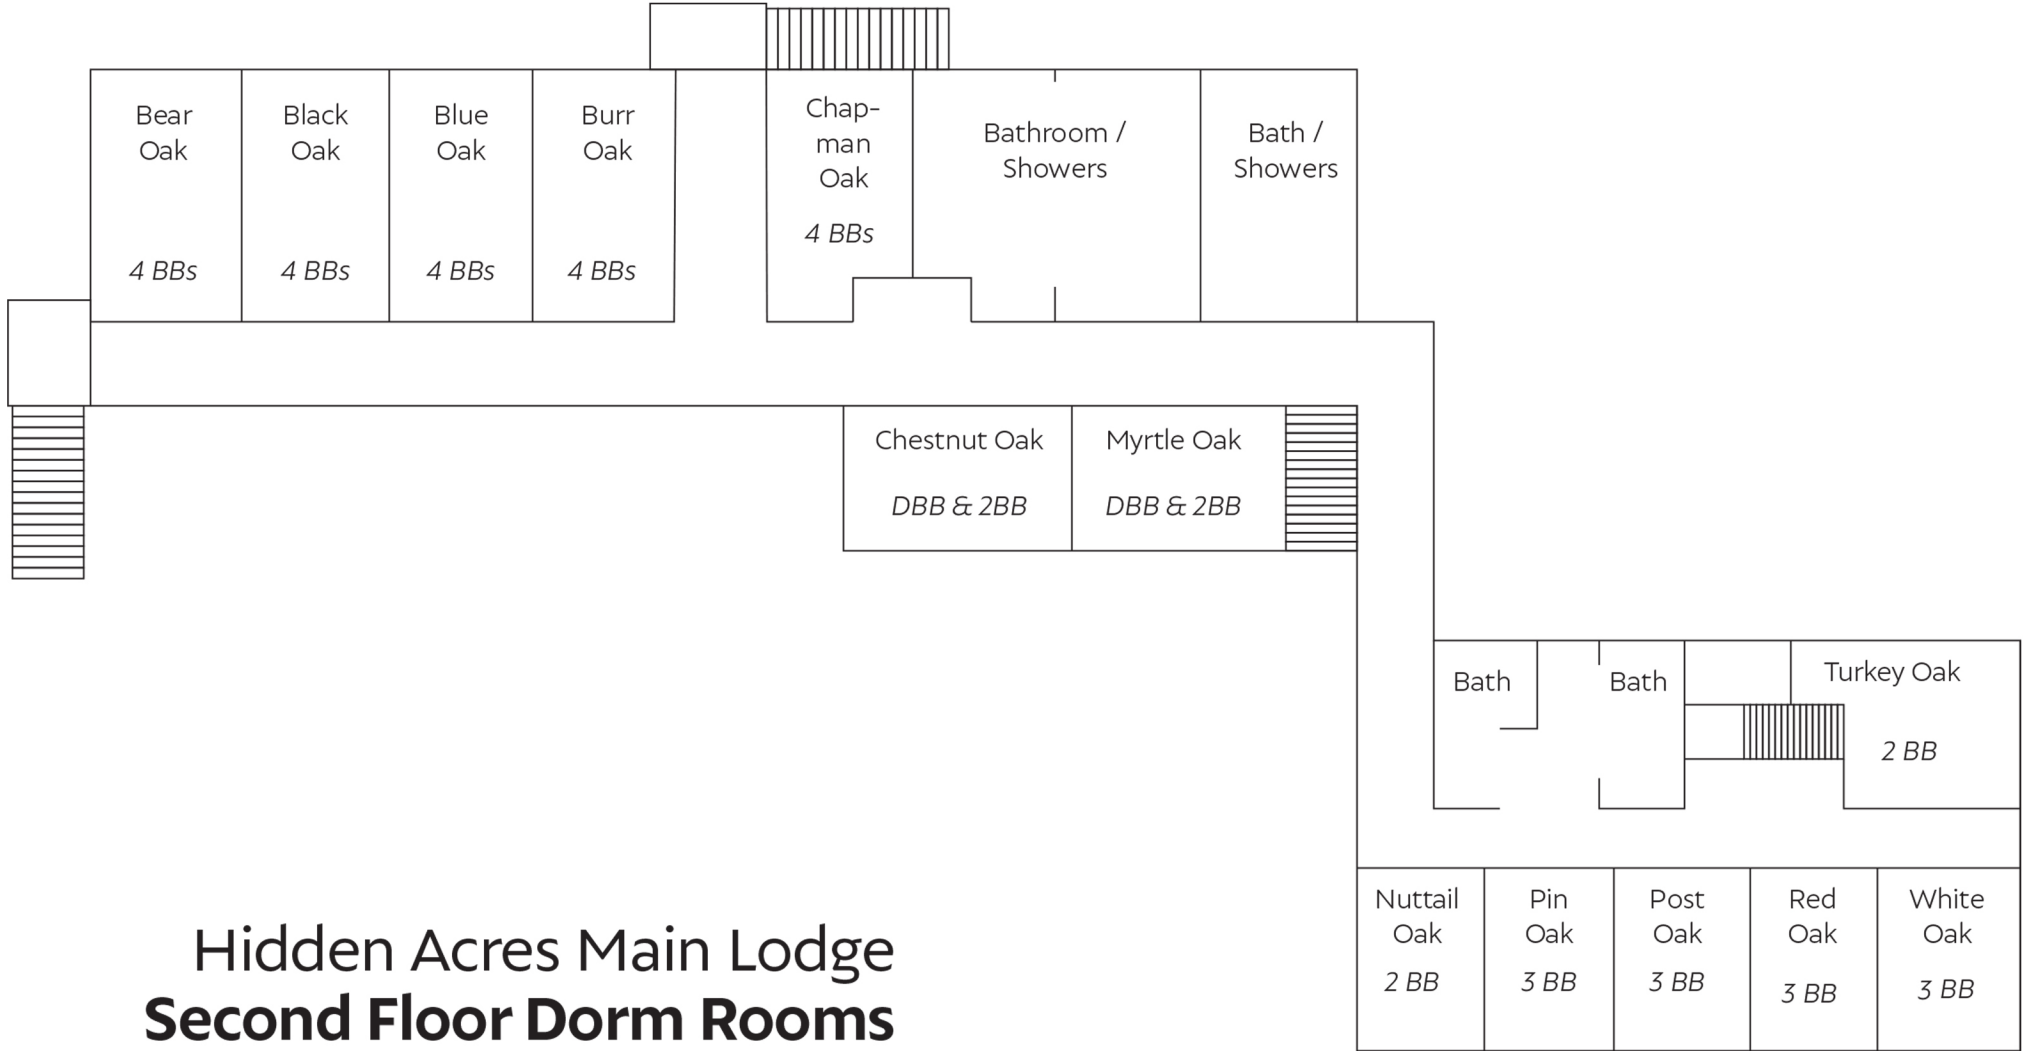 Bear
Oak
4 BBs
Black
Oak
4 BBs
Blue
Oak
4 BBs
Burr
Oak
4 BBs
Chap-
man
Oak
4 BBs
Bathroom /
Showers
Bath /
Showers
Chestnut Oak
DBB & 2BB
Myrtle Oak
DBB & 2BB
Bath
Bath
Turkey Oak
2 BB
Nuttail
Oak
2 BB
Pin
Oak
3 BB
Post
Oak
3 BB
Red
Oak
3 BB
White
Oak
3 BB
Hidden Acres Main Lodge
Second Floor Dorm Rooms